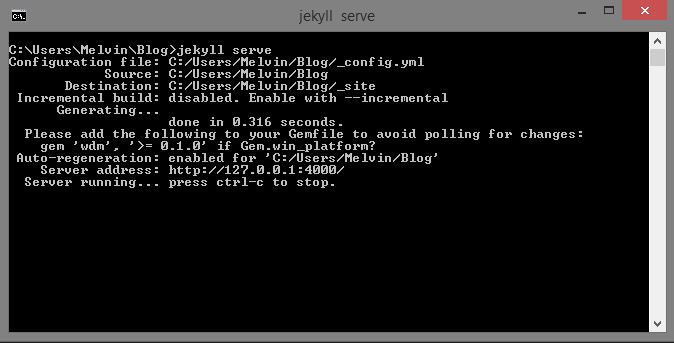 jekyll serve
C:\Users\Melvin\Blog>jekyll serve
Configuration file: C:/Users/Melvin/Blog/_config.yml
Source: C:/Users/Melvin/Blog
Destination: C:/Users/Melvin/Blog/_site
Incremental build: disabled. Enable with --incremental
Generating...
done in 0.316 seconds.
Please add the following to your Gemfile to avoid polling for changes:
gem 'wdm', '>= 0.1.0' if Gem.win_platform?
Auto-regeneration: enabled for 'C:/Users/Melvin/Blog'
Server address: http://127.0.0.1:4000/
Server running... press ctrl-c to stop.